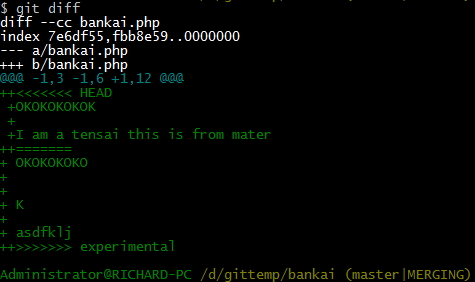 $ git diff
diff --cc bankai.php
index 7e6df55,fbb8e59..0000000
--- a/bankai.php
+++ b/bankai.php
@@@ -1,3 -1,6 +1,12 @@@
++<<<<<<< HEAD
 +OKOKOKOKOK
 +
 +I am a tensai this is from mater
++=======
+ OKOKOKOKO
+
+
+ K
+
+ asdfklj
++>>>>>>> experimental
Administrator@RICHARD-PC /d/gittemp/bankai (master|MERGING)